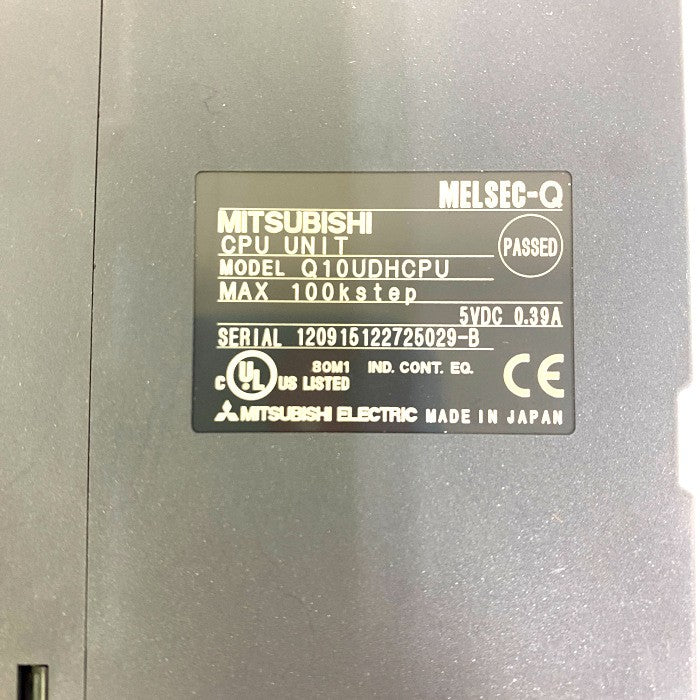 MELSEC-Q
MITSUBISHI
CPU UNIT
PASSED
MODEL Q10UDHCPU
MAX 100kstep
5VDC 0.39A
SERIAL 120915122725029-B
C UL US LISTED 80M1 IND. CONT. EQ. CE
MITSUBISHI ELECTRIC MADE IN JAPAN